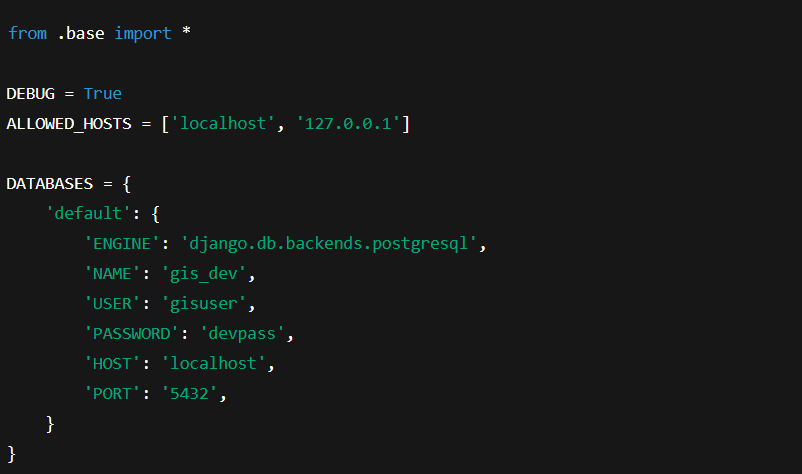 from .base import *
DEBUG = True
ALLOWED_HOSTS = ['localhost', '127.0.0.1']
DATABASES = {
    'default': {
        'ENGINE': 'django.db.backends.postgresql',
        'NAME': 'gis_dev',
        'USER': 'gisuser',
        'PASSWORD': 'devpass',
        'HOST': 'localhost',
        'PORT': '5432',
    }
}